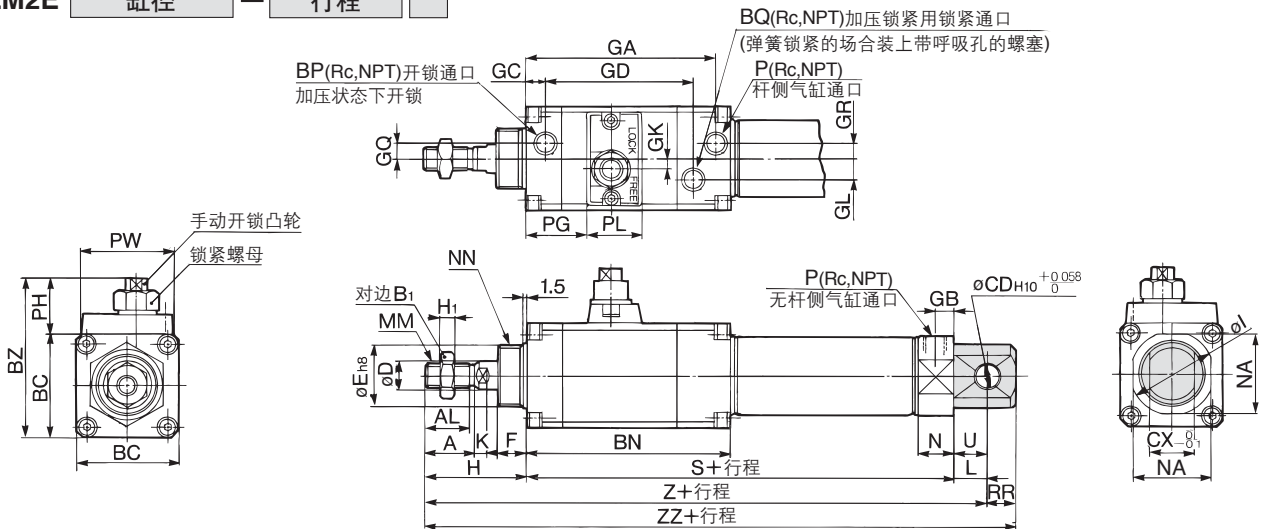 M2E 缸径 — 行程
BQ(Rc,NPT)加压锁紧用锁紧通口
(弹簧锁紧的场合装上带呼吸孔的螺塞)
GA
BP(Rc,NPT)开锁通口
加压状态下开锁
GC
GD
P(Rc,NPT)
杆侧气缸通口
GR
GQ
GK
LOCK
FREE
GL
PG
PL
手动开锁凸轮
锁紧螺母
PW
PH
BZ
BC
BC
NN
1.5
对边B1
H1
MM
øEh8
øD
AL
A
K
F
H
BN
P(Rc,NPT)
无杆侧气缸通口
GB
øCDH10 +0.058 0
N
U
S+行程
L
Z+行程
RR
ZZ+行程
øI
NA
CX -0.1
NA